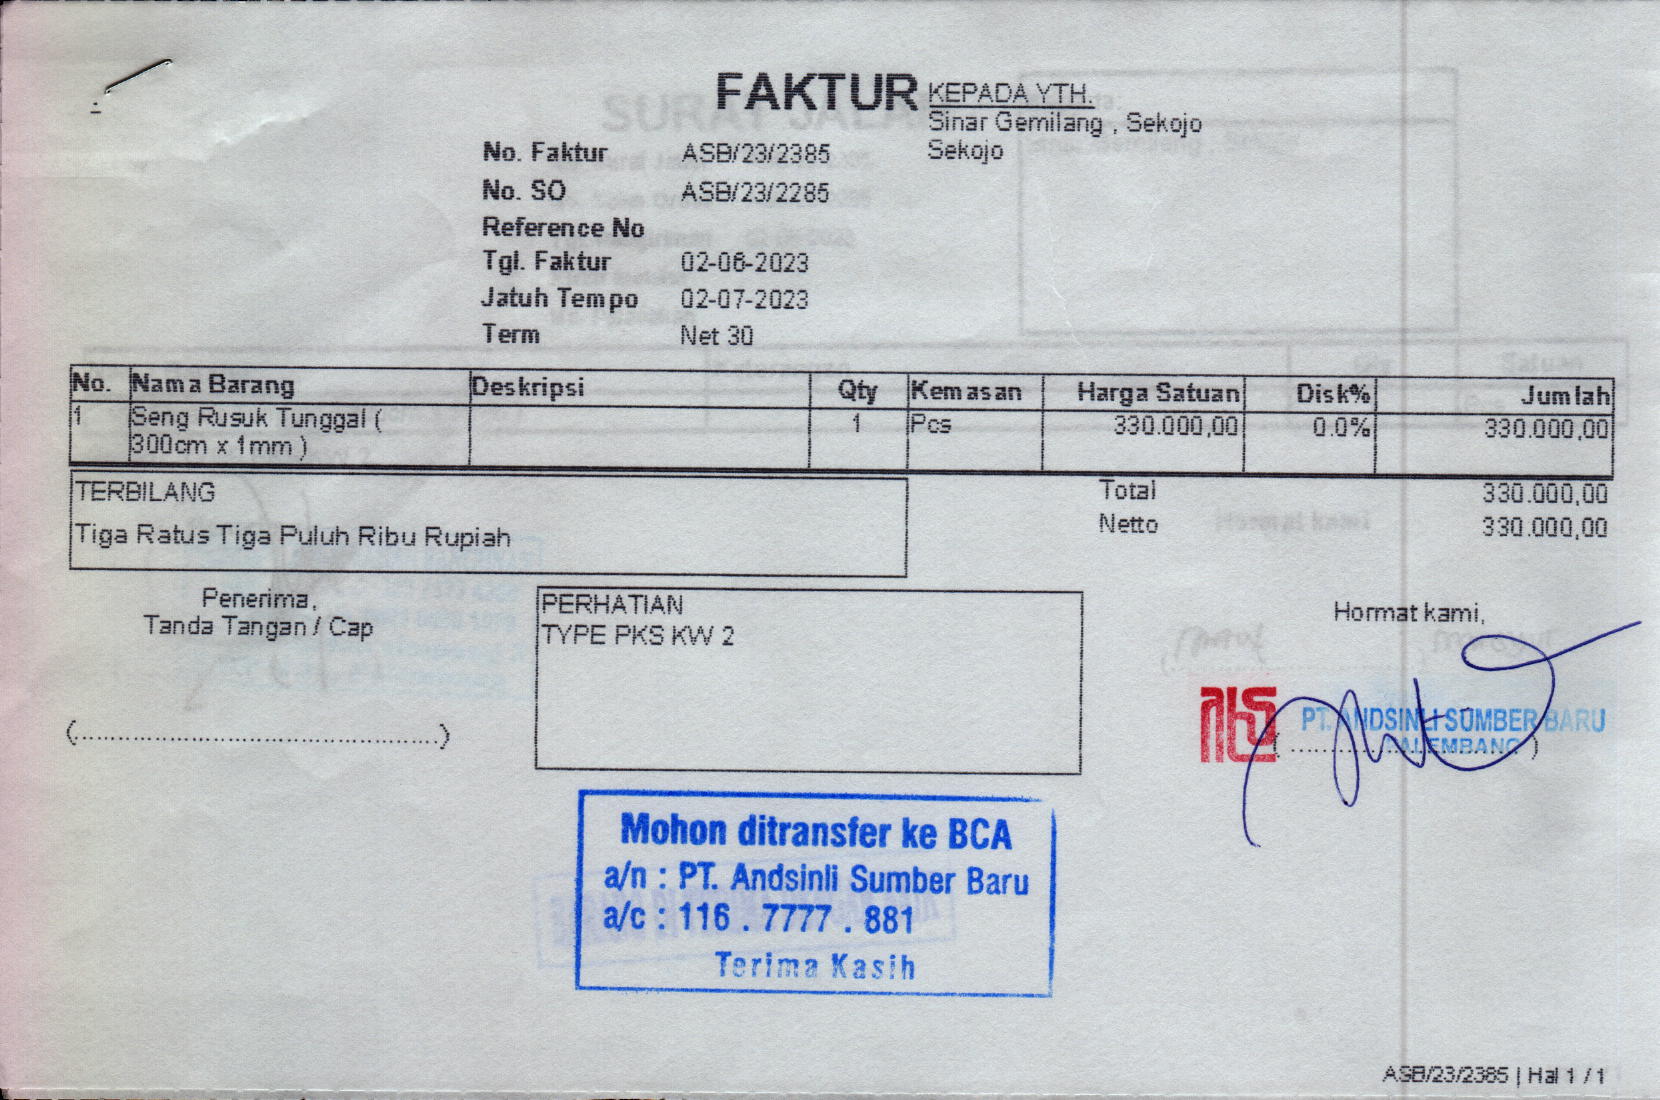 FAKTUR
KEPADA YTH.
Sinar Gemilang , Sekojo
Sekojo
No. Faktur ASB/23/2385
No. SO ASB/23/2285
Reference No
Tgl. Faktur 02-06-2023
Jatuh Tempo 02-07-2023
Term Net 30
No. Nama Barang Deskripsi Qty Kemasan Harga Satuan Disk% Jumlah
1 Seng Rusuk Tunggal ( 1 Pcs 330.000,00 0.0% 330.000,00
300cm x 1mm )
TERBILANG
Tiga Ratus Tiga Puluh Ribu Rupiah
Total 330.000,00
Netto 330.000,00
Penerima,
Tanda Tangan / Cap
(..........................................)
PERHATIAN
TYPE PKS KW 2
Hormat kami,
PT. ANDSINLI SUMBER BARU
PALEMBANG
Mohon ditransfer ke BCA
a/n : PT. Andsinli Sumber Baru
a/c : 116 . 7777 . 881
Terima Kasih
ASB/23/2385 | Hal 1 / 1